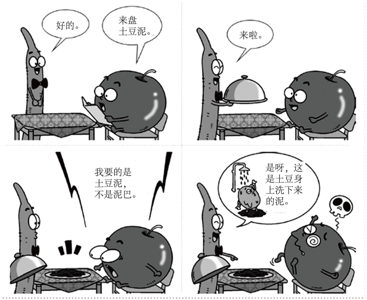 好的。
来盘
土豆泥。
来啦。
我要的是
土豆泥，
不是泥巴。
是呀，这
是土豆身
上洗下来
的泥。